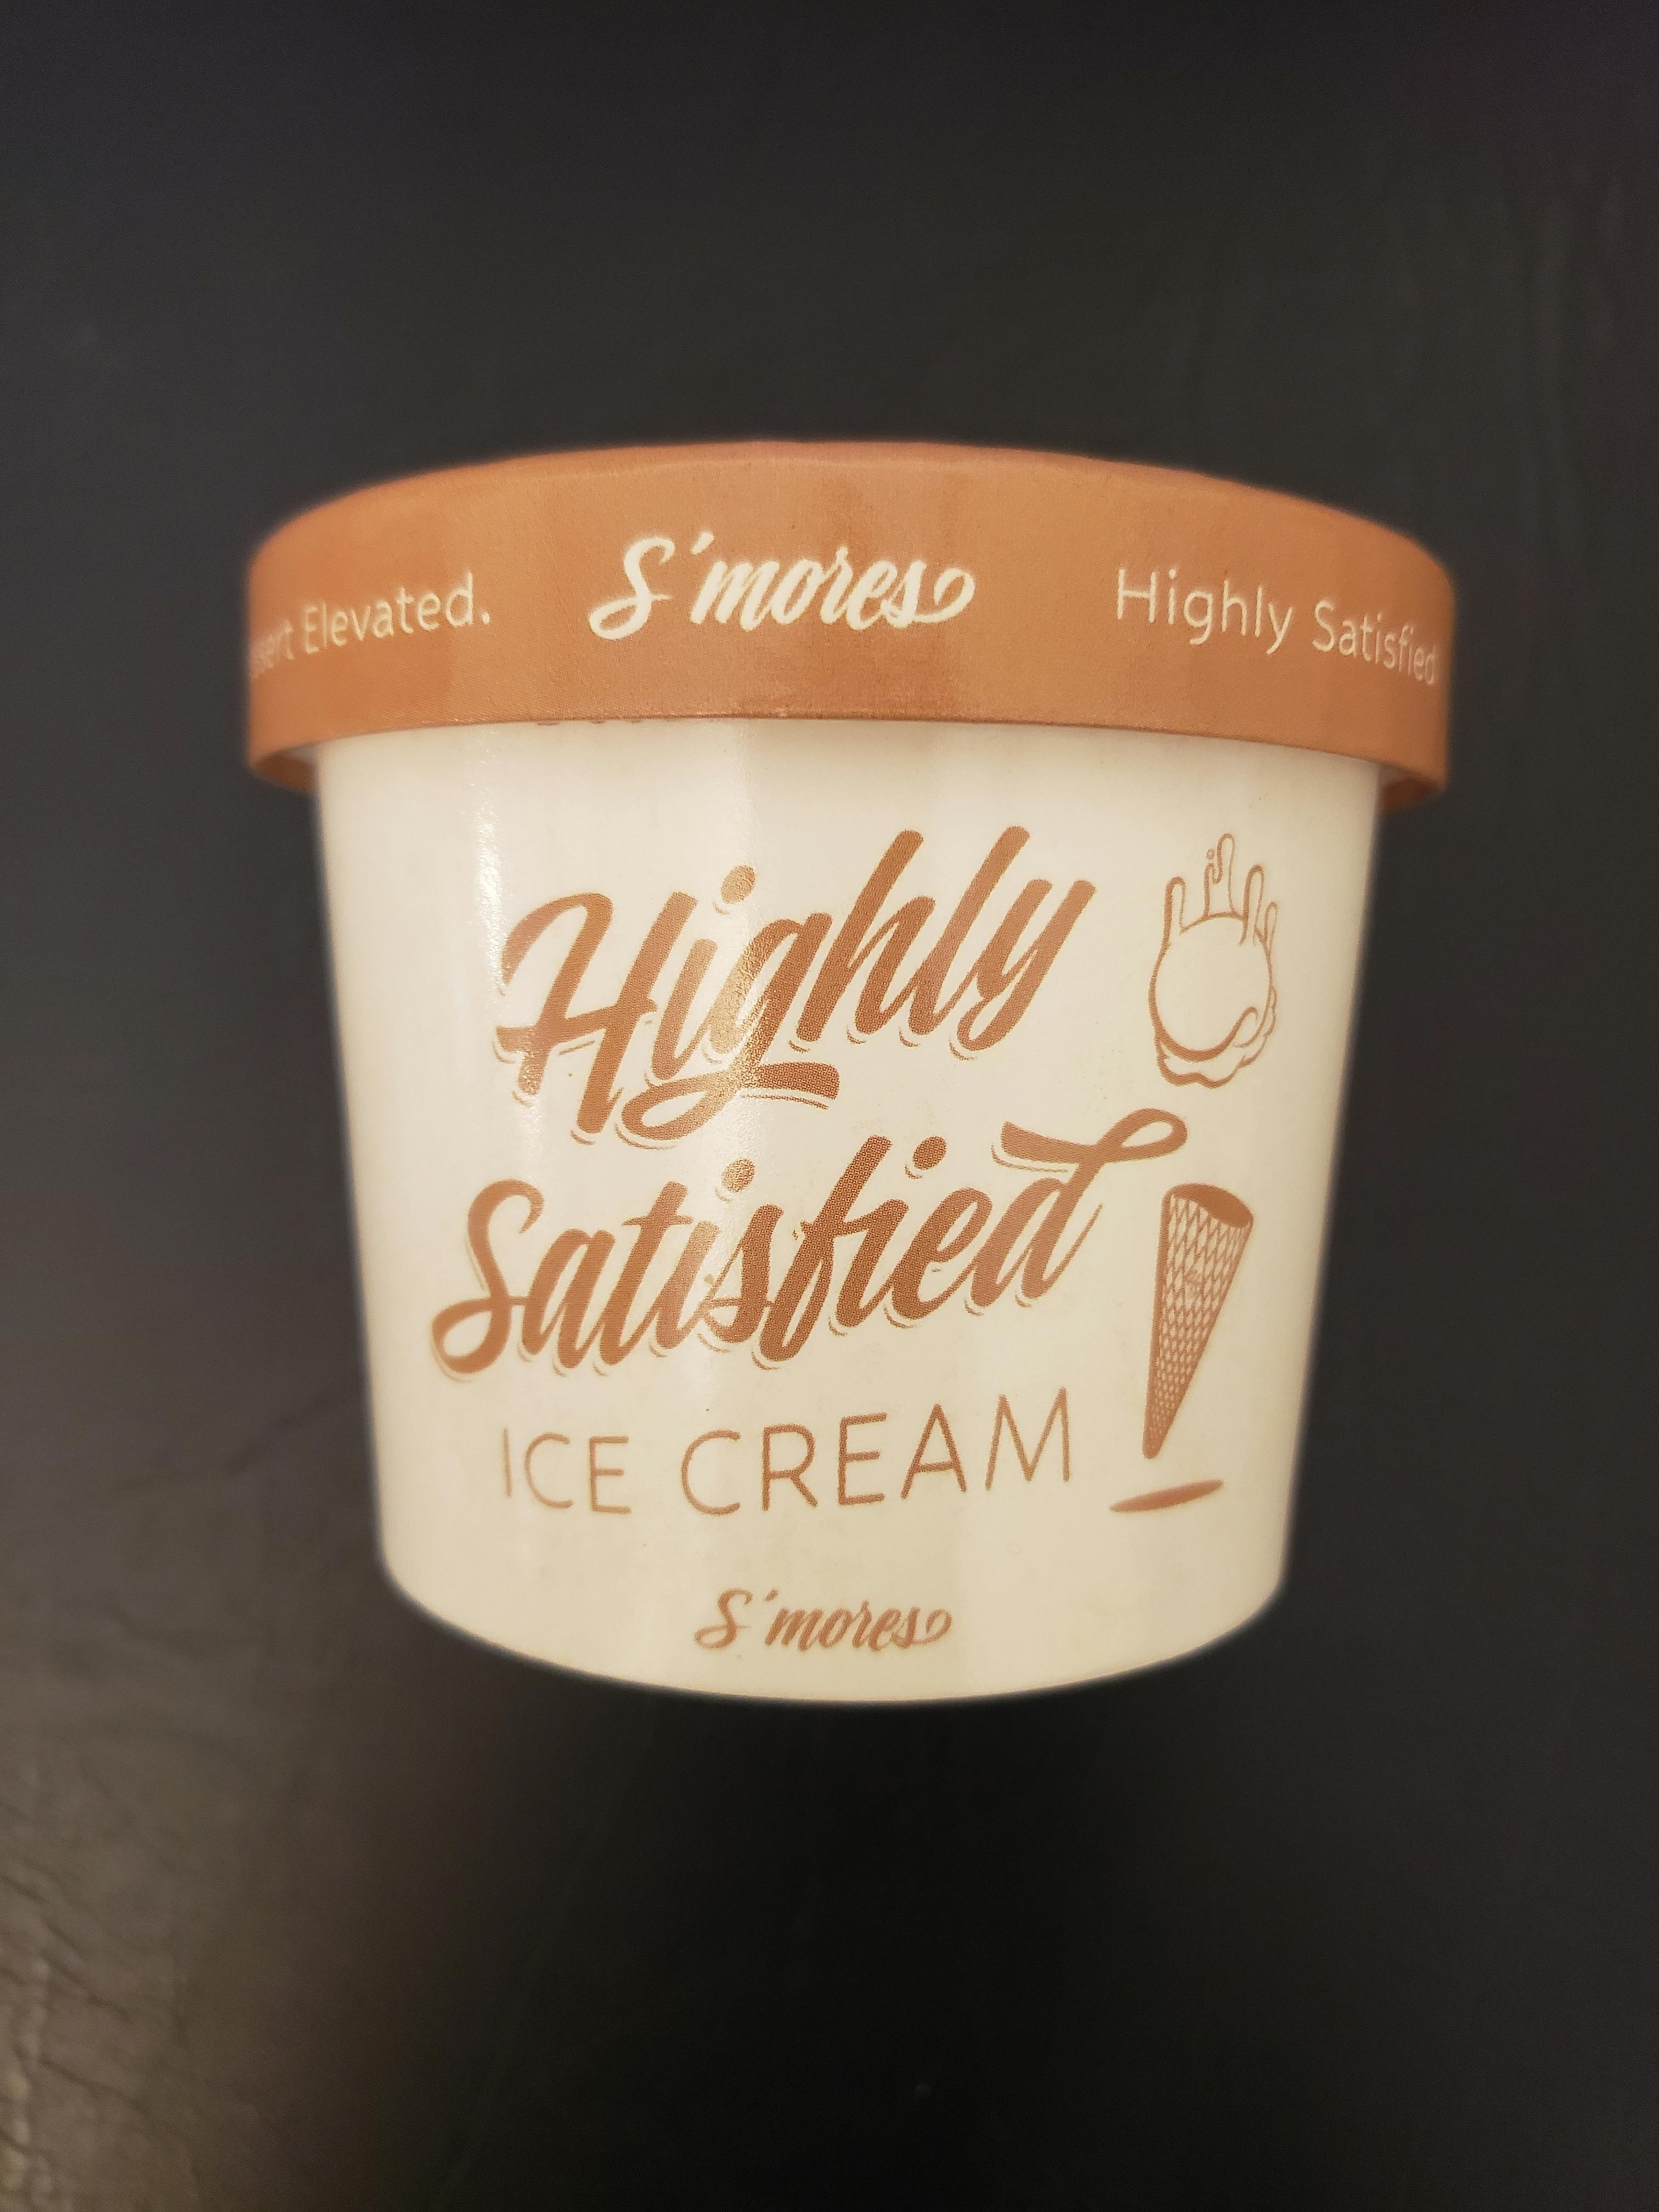 Elevated. S'mores Highly Satisfied
Highly
Satisfied
ICE CREAM
S'mores